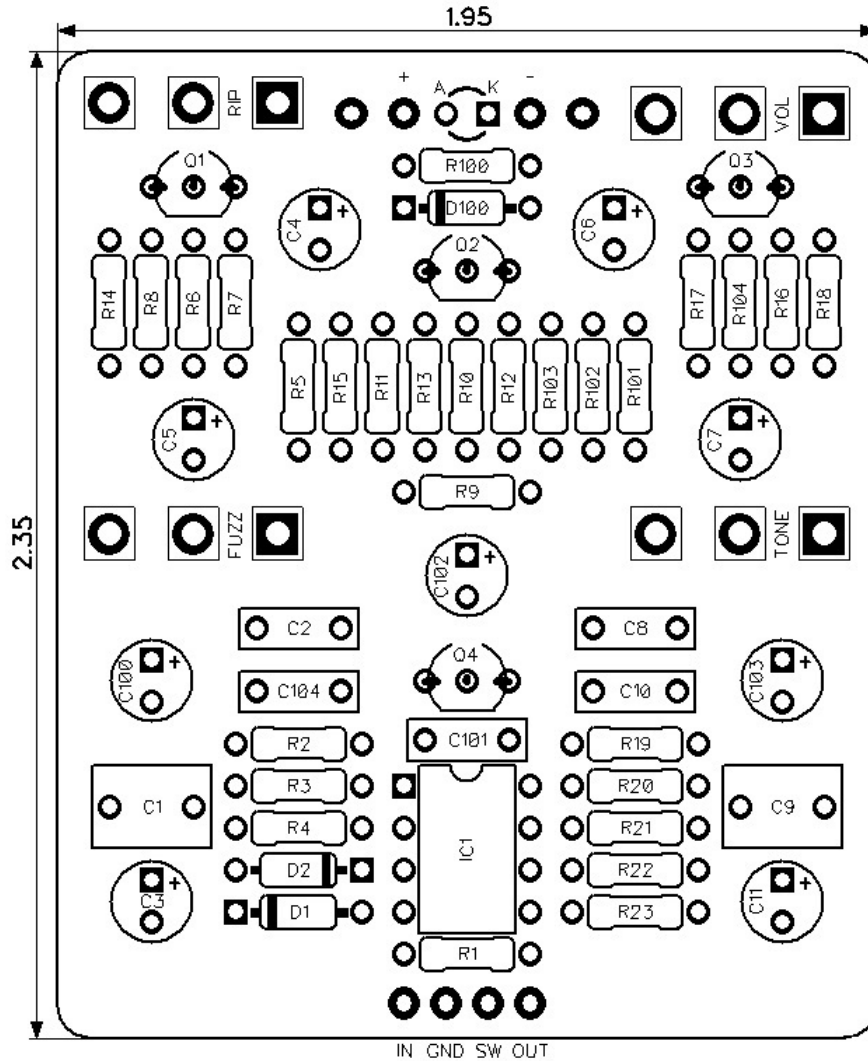 1.95
2.35
RIP
+ A K -
VOL
R100
Q1
Q3
D100
C4 +
C6 +
Q2
R14 R8 R6 R7
R17 R104 R16 R18
R5 R15 R11 R13 R10 R12 R103 R102 R101
C5 +
C7 +
R9
FUZZ
TONE
C102 +
C2
C8
Q4
C100 +
C103 +
C104
C10
C101
R2
R19
R3
R20
C1
IC1
C9
R4
R21
D2
R22
C3 +
C11 +
D1
R23
R1
IN GND SW OUT